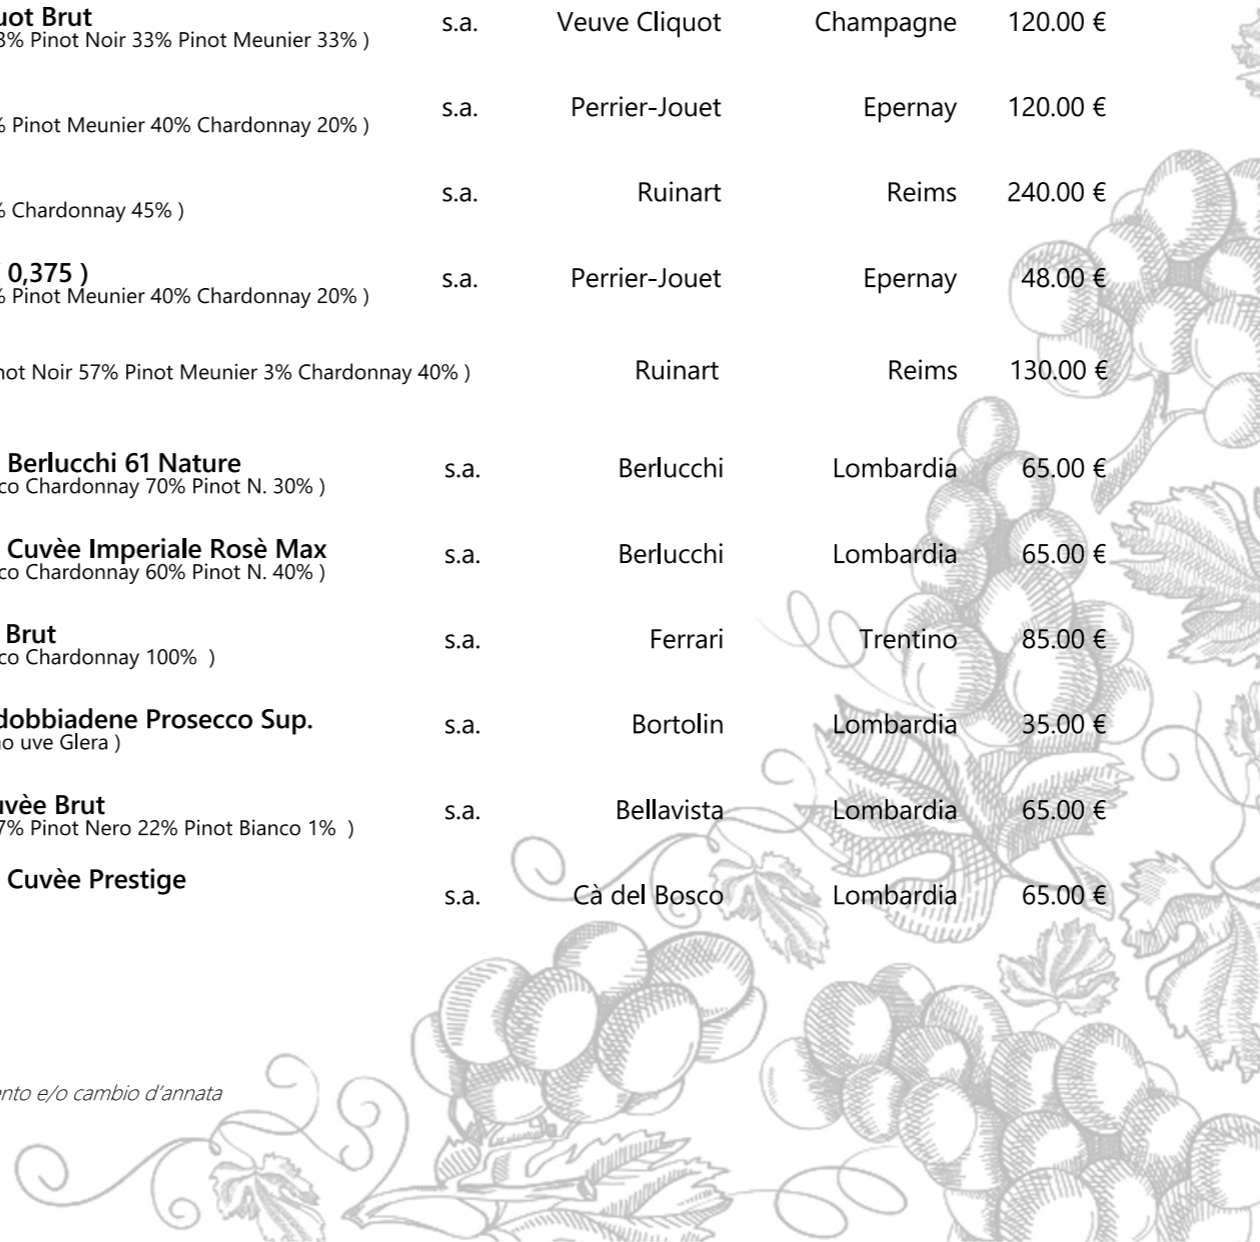 uot Brut s.a. Veuve Cliquot Champagne 120.00 €
3% Pinot Noir 33% Pinot Meunier 33% )
s.a. Perrier-Jouet Epernay 120.00 €
% Pinot Meunier 40% Chardonnay 20% )
s.a. Ruinart Reims 240.00 €
% Chardonnay 45% )
0,375 ) s.a. Perrier-Jouet Epernay 48.00 €
% Pinot Meunier 40% Chardonnay 20% )
not Noir 57% Pinot Meunier 3% Chardonnay 40% ) Ruinart Reims 130.00 €
Berlucchi 61 Nature s.a. Berlucchi Lombardia 65.00 €
co Chardonnay 70% Pinot N. 30% )
Cuvèe Imperiale Rosè Max s.a. Berlucchi Lombardia 65.00 €
co Chardonnay 60% Pinot N. 40% )
Brut s.a. Ferrari Trentino 85.00 €
co Chardonnay 100% )
dobbiadene Prosecco Sup. s.a. Bortolin Lombardia 35.00 €
no uve Glera )
uvèe Brut s.a. Bellavista Lombardia 65.00 €
7% Pinot Nero 22% Pinot Bianco 1% )
Cuvèe Prestige s.a. Cà del Bosco Lombardia 65.00 €
ento e/o cambio d’annata